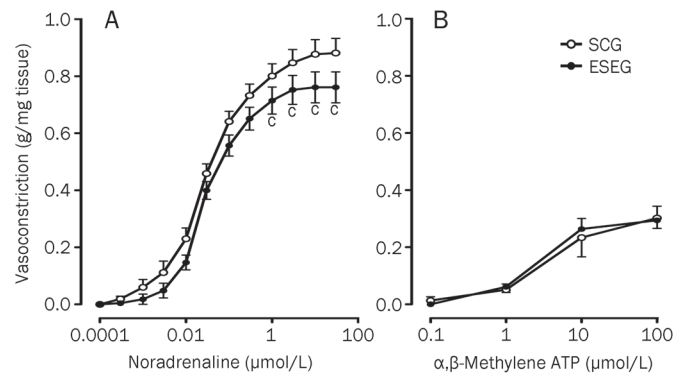 A
B
Vasoconstriction (g/mg tissue)
1.0
0.8
0.6
0.4
0.2
0.0
c c c c
0.0001 0.01 1 100
Noradrenaline (μmol/L)
1.0
0.8
0.6
0.4
0.2
0.0
SCG
ESEG
0.1 1 10 100
α,β-Methylene ATP (μmol/L)